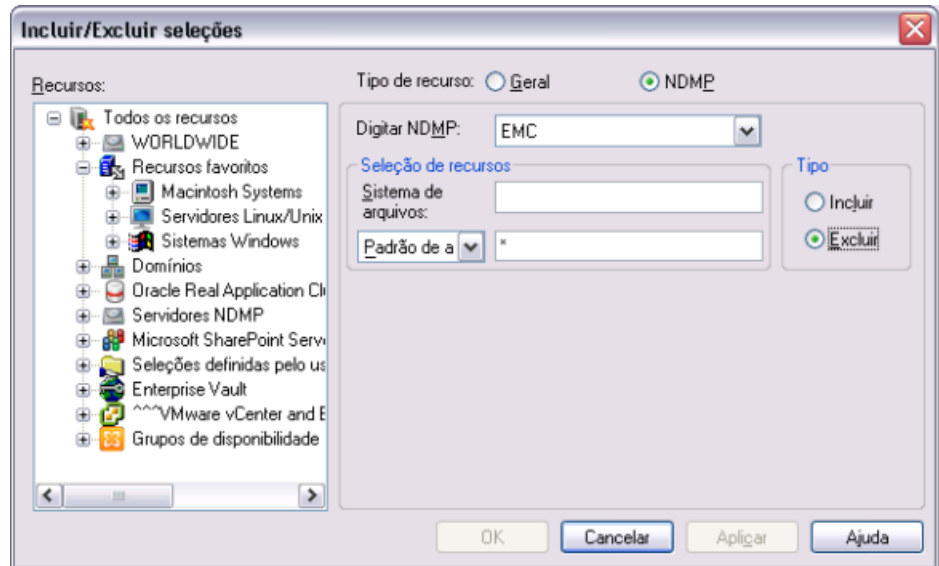 Incluir/Excluir seleções
Recursos:
Tipo de recurso: Geral NDMP
Todos os recursos
WORLDWIDE
Recursos favoritos
Macintosh Systems
Servidores Linux/Unix
Sistemas Windows
Domínios
Oracle Real Application Clu
Servidores NDMP
Microsoft SharePoint Serv
Seleções definidas pelo us
Enterprise Vault
^^^VMware vCenter and E
Grupos de disponibilidade
Digitar NDMP: EMC
Seleção de recursos
Sistema de
arquivos:
Padrão de a *
Tipo
Incluir
Excluir
OK Cancelar Aplicar Ajuda